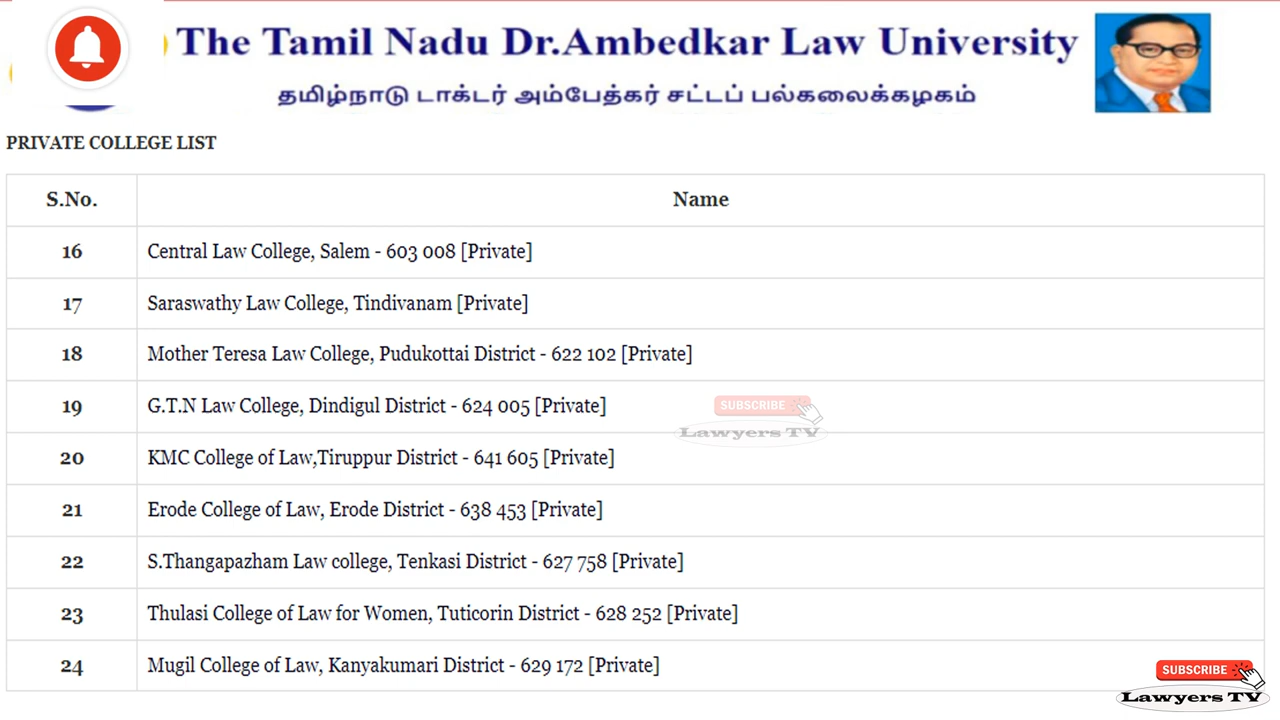 The Tamil Nadu Dr.Ambedkar Law University
தமிழ்நாடு டாக்டர் அம்பேத்கர் சட்டப் பல்கலைக்கழகம்
PRIVATE COLLEGE LIST
S.No. Name
16 Central Law College, Salem - 603 008 [Private]
17 Saraswathy Law College, Tindivanam [Private]
18 Mother Teresa Law College, Pudukottai District - 622 102 [Private]
19 G.T.N Law College, Dindigul District - 624 005 [Private]
SUBSCRIBE
Lawyers TV
20 KMC College of Law,Tiruppur District - 641 605 [Private]
21 Erode College of Law, Erode District - 638 453 [Private]
22 S.Thangapazham Law college, Tenkasi District - 627 758 [Private]
23 Thulasi College of Law for Women, Tuticorin District - 628 252 [Private]
24 Mugil College of Law, Kanyakumari District - 629 172 [Private]
SUBSCRIBE
Lawyers TV